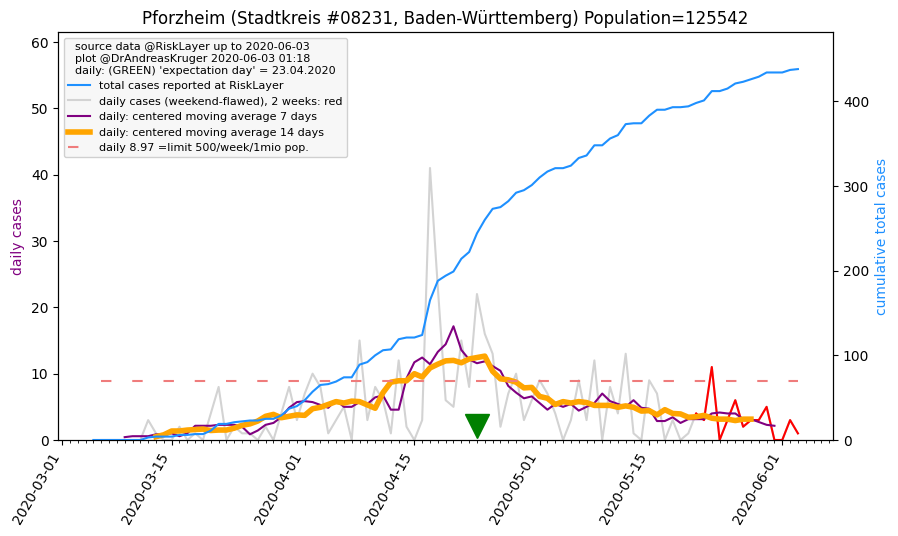 Pforzheim (Stadtkreis #08231, Baden-Württemberg) Population=125542
source data @RiskLayer up to 2020-06-03
plot @DrAndreasKruger 2020-06-03 01:18
daily: (GREEN) 'expectation day' = 23.04.2020
total cases reported at RiskLayer
daily cases (weekend-flawed), 2 weeks: red
daily: centered moving average 7 days
daily: centered moving average 14 days
daily 8.97 =limit 500/week/1mio pop.
daily cases
60
50
40
30
20
10
0
cumulative total cases
400
300
200
100
0
2020-03-01
2020-03-15
2020-04-01
2020-04-15
2020-05-01
2020-05-15
2020-06-01